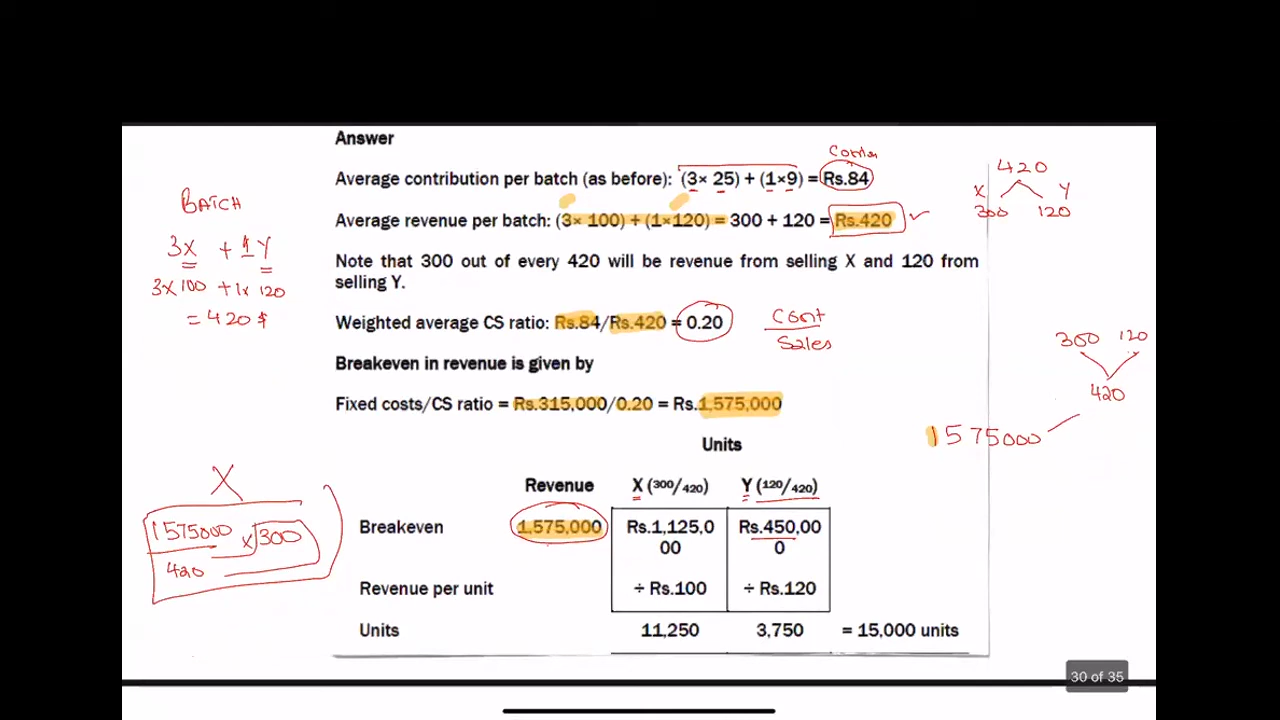 Answer
Contn
Average contribution per batch (as before): (3× 25) + (1×9) = Rs.84
420
X Y
300 120
BATCH
Average revenue per batch: (3× 100) + (1×120) = 300 + 120 = Rs.420
3X + 1Y
Note that 300 out of every 420 will be revenue from selling X and 120 from
selling Y.
3x100 + 1x 120
= 420 $
Weighted average CS ratio: Rs.84/Rs.420 = 0.20
Cont
Sales
300 120
420
Breakeven in revenue is given by
Fixed costs/CS ratio = Rs.315,000/0.20 = Rs.1,575,000
1575000
Units
X
Revenue X (300/420) Y (120/420)
1575000 x 300
420
Breakeven 1,575,000 Rs.1,125,0 Rs.450,00
00 0
Revenue per unit ÷ Rs.100 ÷ Rs.120
Units 11,250 3,750 = 15,000 units
30 of 35